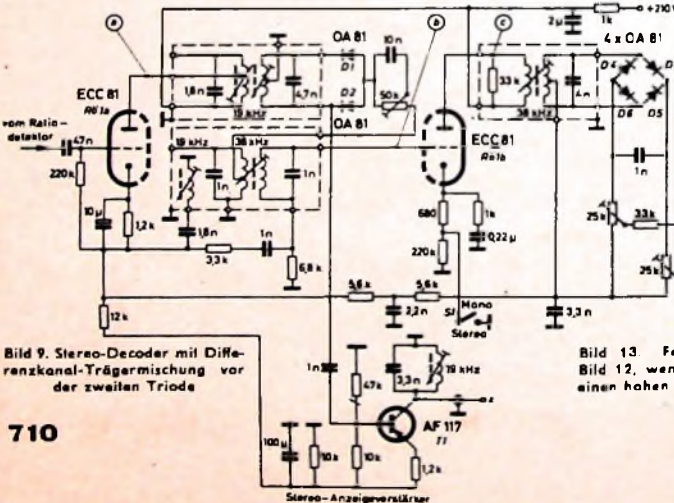 a
b
c
2µ
1k
+210V
4 x OA 81
OA 81
D1
D2
10n
50k
1,8n
4,7n
19 kHz
33k
4n
38 kHz
D4
D6
D5
1n
25k
33k
25k
ECC 81
Rö1a
vom Ratio-
detektor
47n
220k
10µ
1,2k
OA 81
19 kHz
38 kHz
1n
1n
1,8n
3,3k
1n
6,8k
ECC 81
Rö1b
680
1k
220k
0,22µ
5,6k
5,6k
2,2n
S1
Mono
Stereo
3,3n
12k
1n
47k
3,3n
19 kHz
AF 117
T1
100µ
10k
10k
1,2k
Stereo-Anzeigeverstärker
Bild 9. Stereo-Decoder mit Diffe-
renzkanal-Trägermischung vor
der zweiten Triode
Bild 13.
Bild 12, wen
einen hohen
710